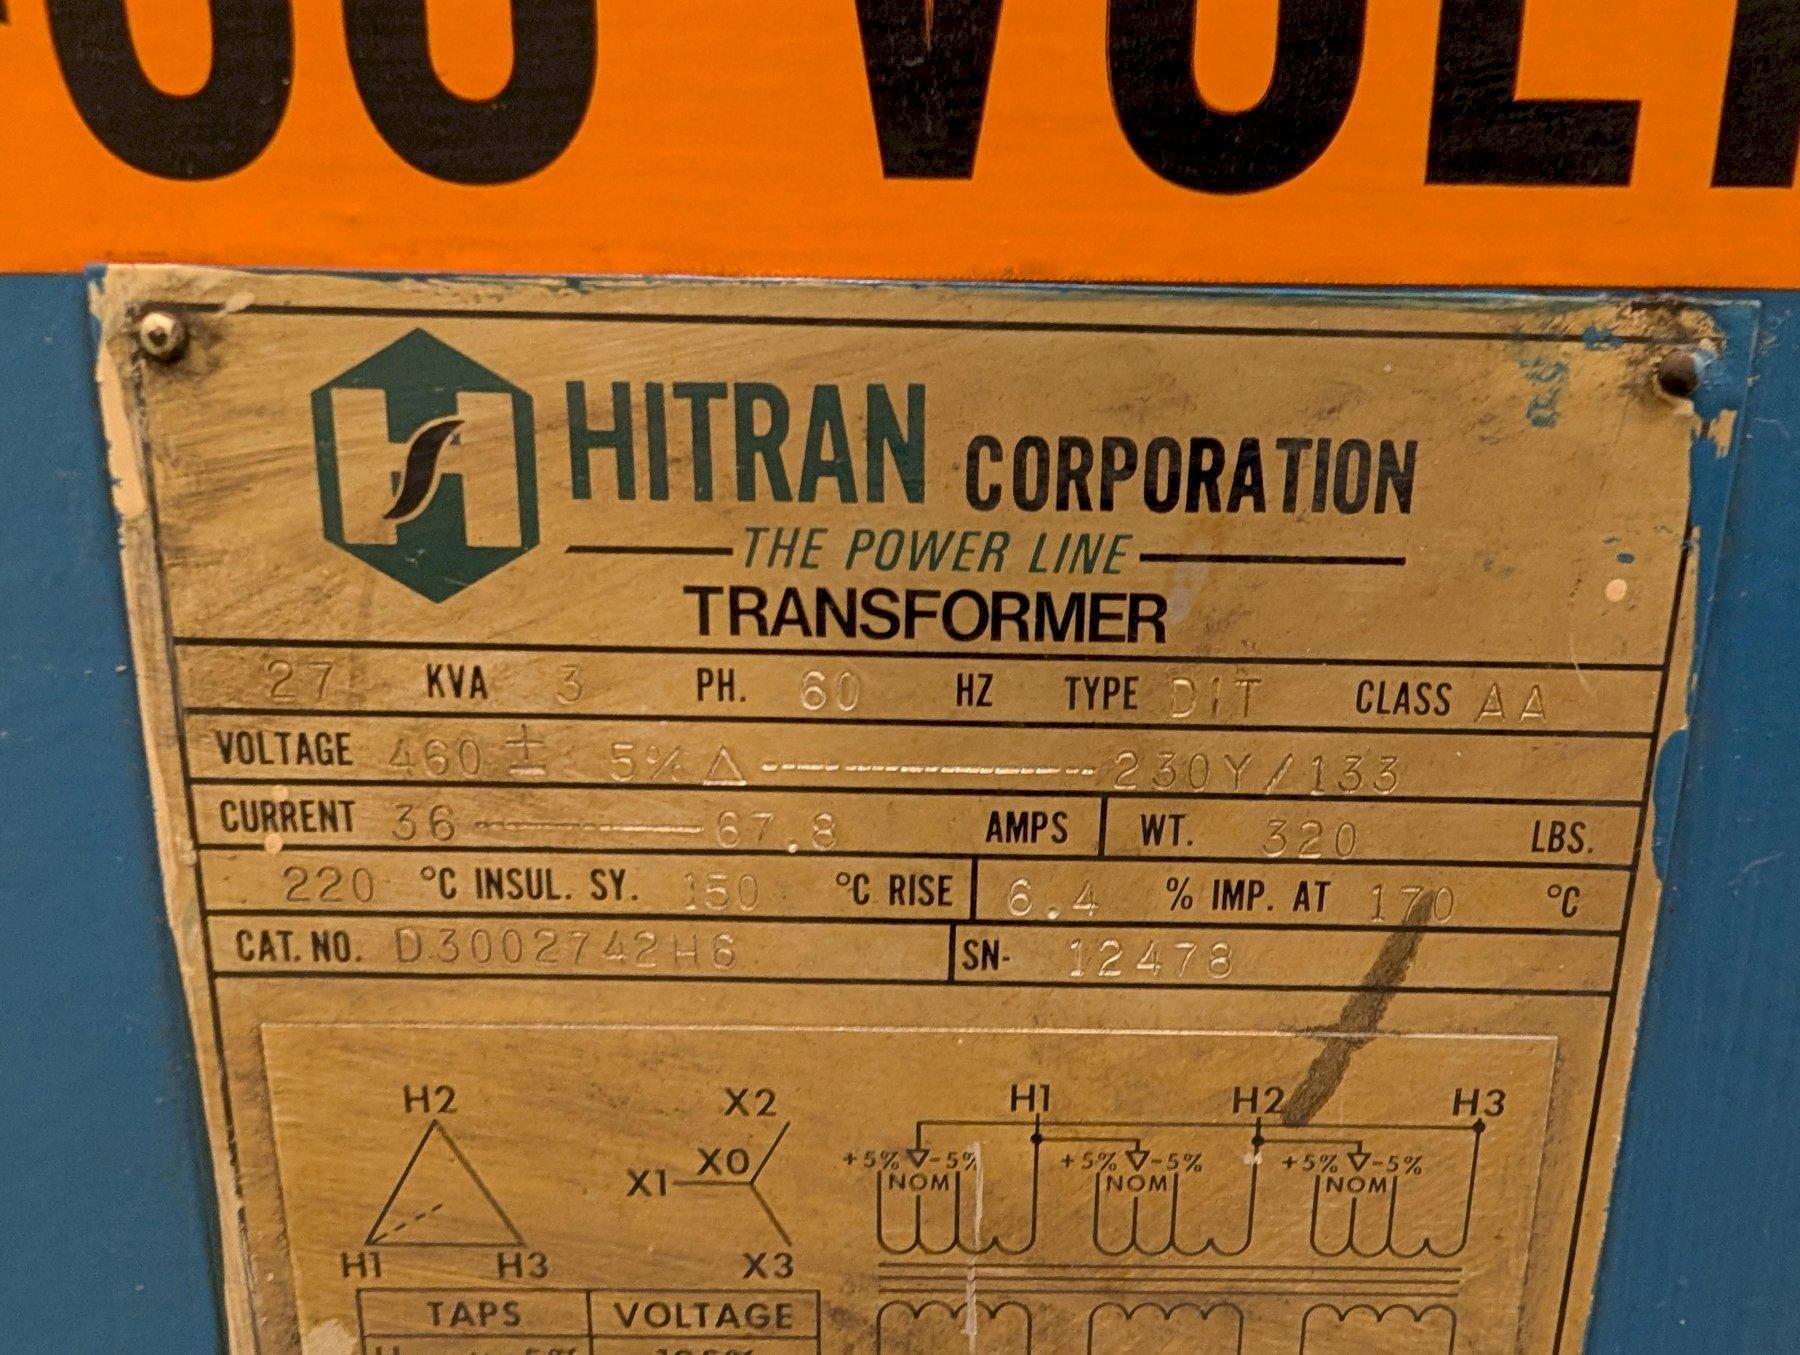 VOLT
HITRAN CORPORATION
THE POWER LINE
TRANSFORMER
27 KVA 3 PH. 60 HZ TYPE DIT CLASS AA
VOLTAGE 460 ± 5% Δ 230Y/133
CURRENT 36 67.8 AMPS WT. 320 LBS.
220 °C INSUL. SY. 150 °C RISE 6.4 % IMP. AT 170 °C
CAT. NO. D3002742H6 SN- 12478
H2 X2 H1 H2 H3
X1 X0 +5% -5% +5% -5% +5% -5%
NOM NOM NOM
H1 H3 X3
TAPS VOLTAGE